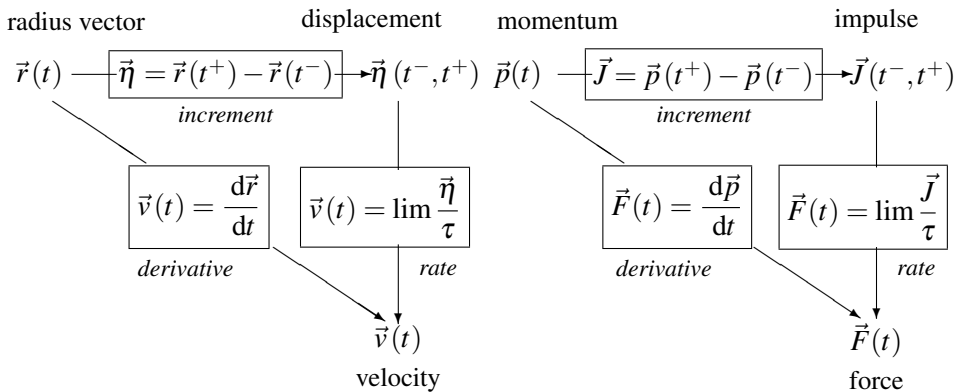 radius vector displacement momentum impulse
r⃗(t) η⃗ = r⃗(t⁺) − r⃗(t⁻) η⃗(t⁻,t⁺) p⃗(t) J⃗ = p⃗(t⁺) − p⃗(t⁻) J⃗(t⁻,t⁺)
increment increment
v⃗(t) = dr⃗/dt v⃗(t) = lim η⃗/τ F⃗(t) = dp⃗/dt F⃗(t) = lim J⃗/τ
derivative rate derivative rate
v⃗(t) F⃗(t)
velocity force